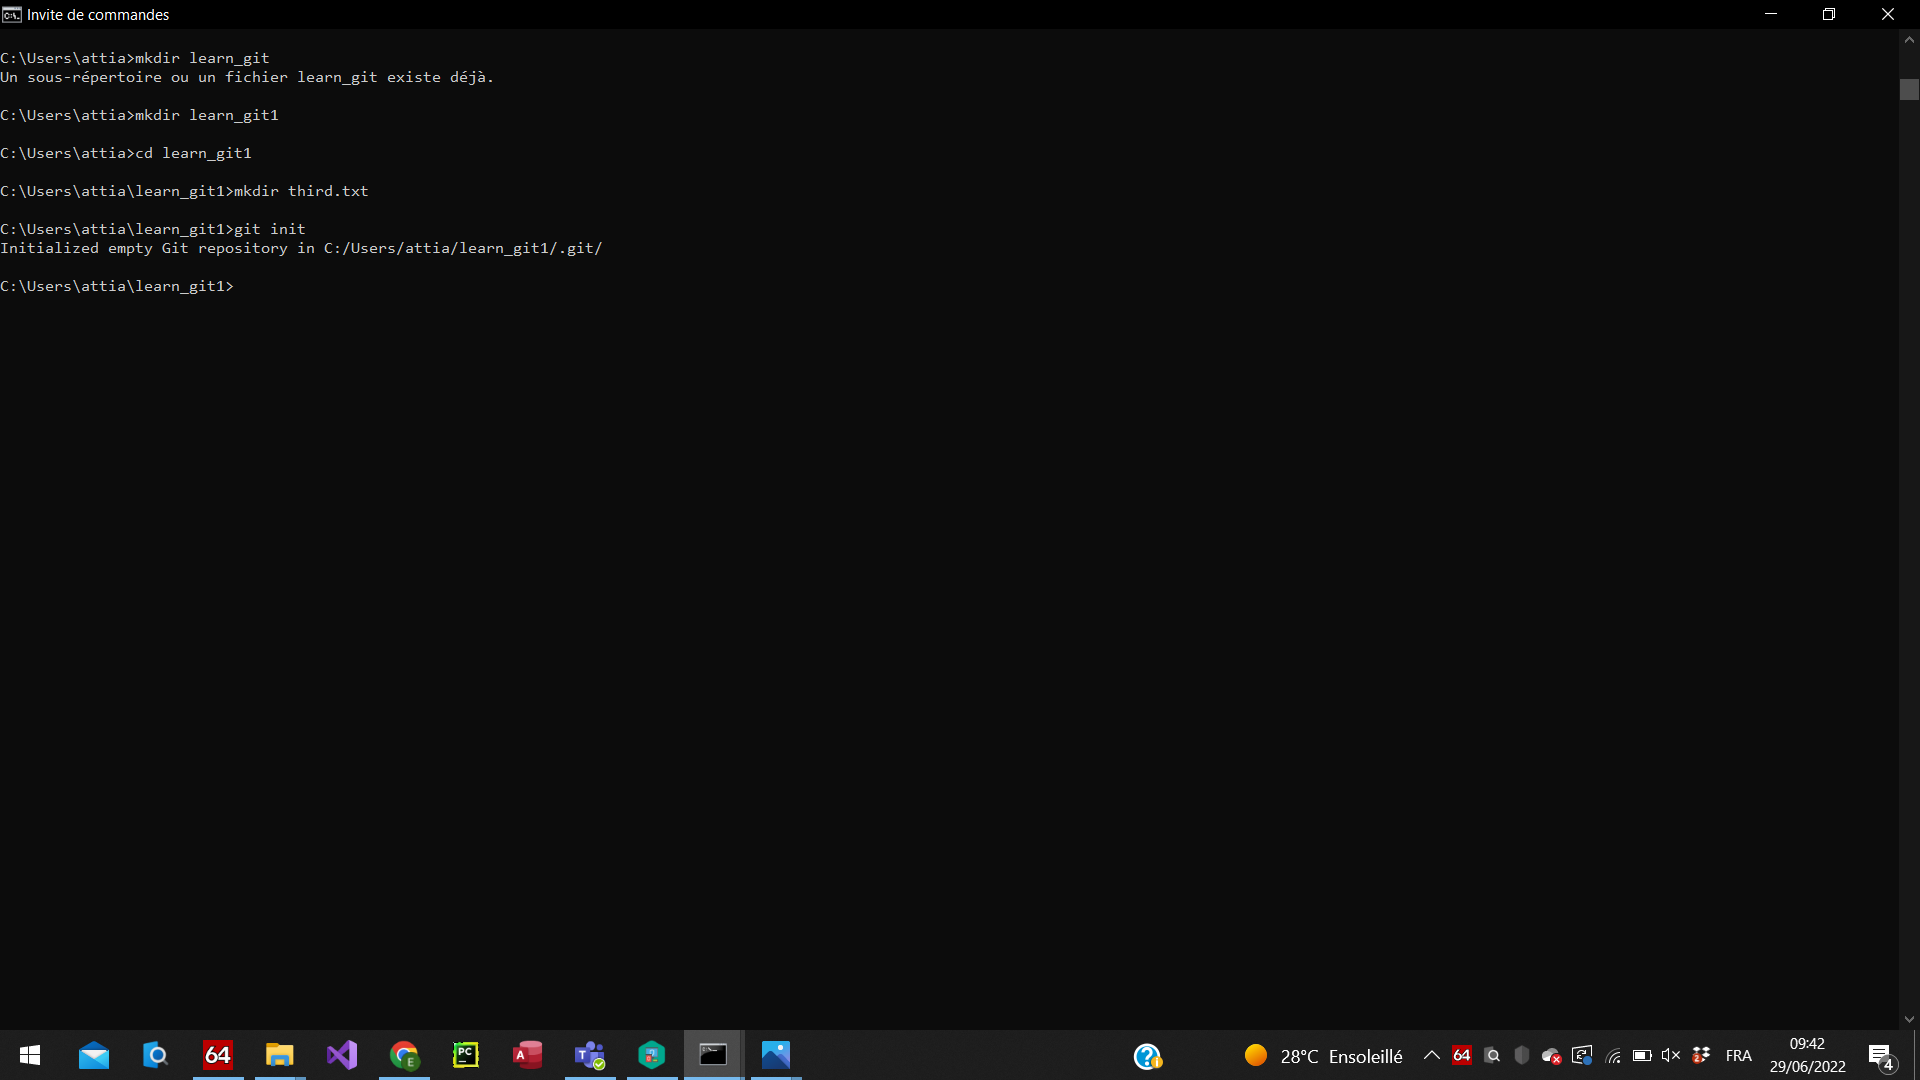 Invite de commandes
C:\Users\attia>mkdir learn_git
Un sous-répertoire ou un fichier learn_git existe déjà.
C:\Users\attia>mkdir learn_git1
C:\Users\attia>cd learn_git1
C:\Users\attia\learn_git1>mkdir third.txt
C:\Users\attia\learn_git1>git init
Initialized empty Git repository in C:/Users/attia/learn_git1/.git/
C:\Users\attia\learn_git1>
64
E
PC
A
T
28°C Ensoleillé
64
2
FRA
09:42
29/06/2022
4